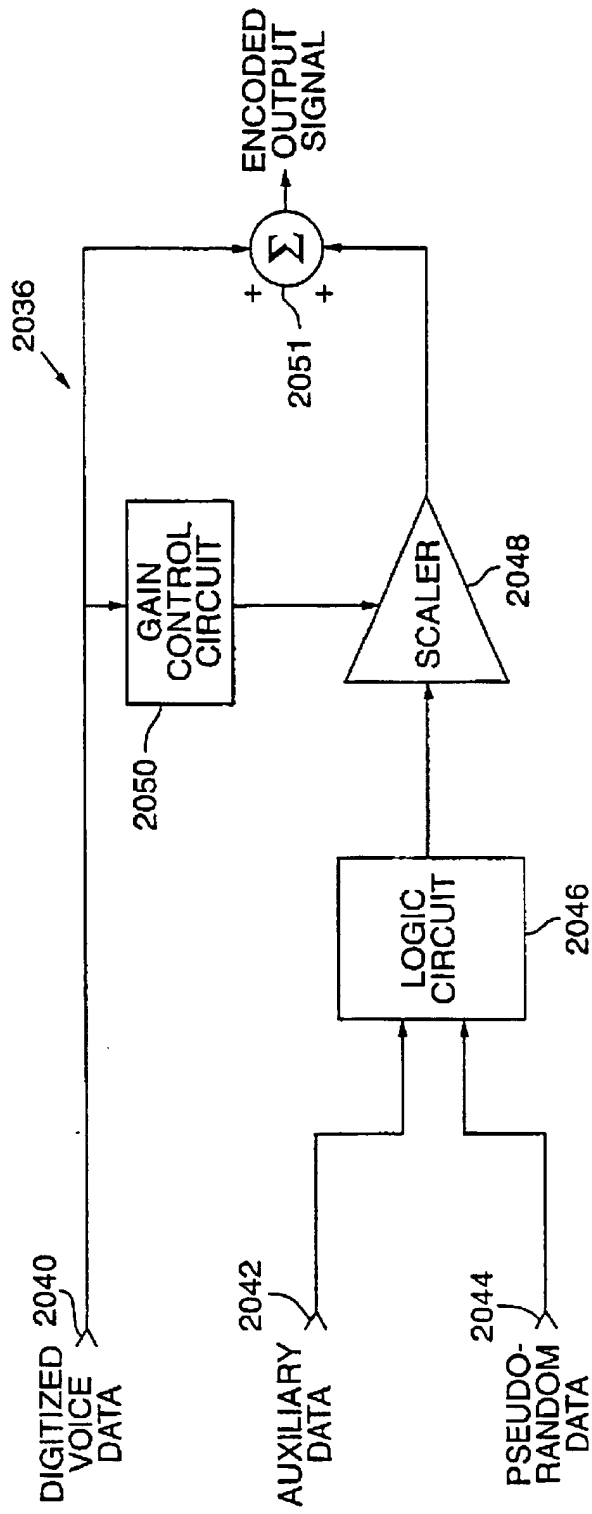 2036
DIGITIZED
VOICE
DATA
2040
GAIN
CONTROL
CIRCUIT
2050
+
Σ
+
2051
ENCODED
OUTPUT
SIGNAL
AUXILIARY
DATA
2042
LOGIC
CIRCUIT
2046
SCALER
2048
PSEUDO-
RANDOM
DATA
2044